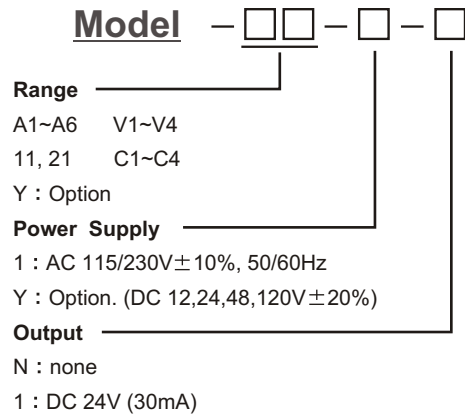 Model - □□ - □ - □
Range
A1~A6 V1~V4
11, 21 C1~C4
Y：Option
Power Supply
1：AC 115/230V±10%, 50/60Hz
Y：Option. (DC 12,24,48,120V±20%)
Output
N：none
1：DC 24V (30mA)